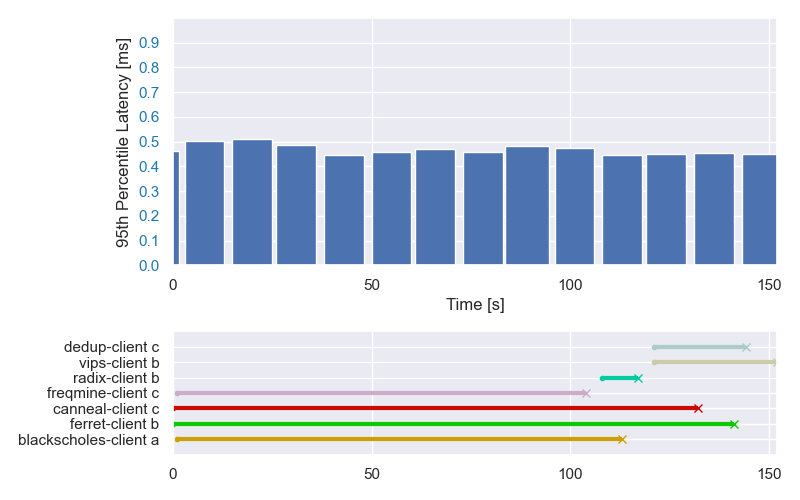 95th Percentile Latency [ms]
0.9
0.8
0.7
0.6
0.5
0.4
0.3
0.2
0.1
0.0
0 50 100 150
Time [s]
dedup-client c
vips-client b
radix-client b
freqmine-client c
canneal-client c
ferret-client b
blackscholes-client a
0 50 100 150